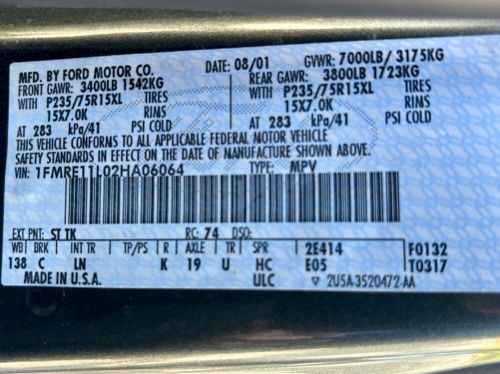 MFD. BY FORD MOTOR CO. DATE: 08/01 GVWR: 7000LB/ 3175KG
FRONT GAWR: 3400LB 1542KG REAR GAWR: 3800LB 1723KG
WITH P235/75R15XL TIRES WITH P235/75R15XL TIRES
15X7.0K RINS 15X7.0K RINS
AT 283 kPa/41 PSI COLD AT 283 kPa/41 PSI COLD
THIS VEHICLE CONFORMS TO ALL APPLICABLE FEDERAL MOTOR VEHICLE
SAFETY STANDARDS IN EFFECT ON THE DATE OF MANUFACTURE SHOWN ABOVE.
VIN: 1FMRE11L02HA06064 TYPE: MPV
EXT PNT: ST TK RC: 74 DSO:
WB BRK INT TR TP/PS R AXLE TR SPR 2E414 F0132
138 C LN K 19 U HC E05 T0317
MADE IN U.S.A. ULC ▽ 2U5A-3520472-AA